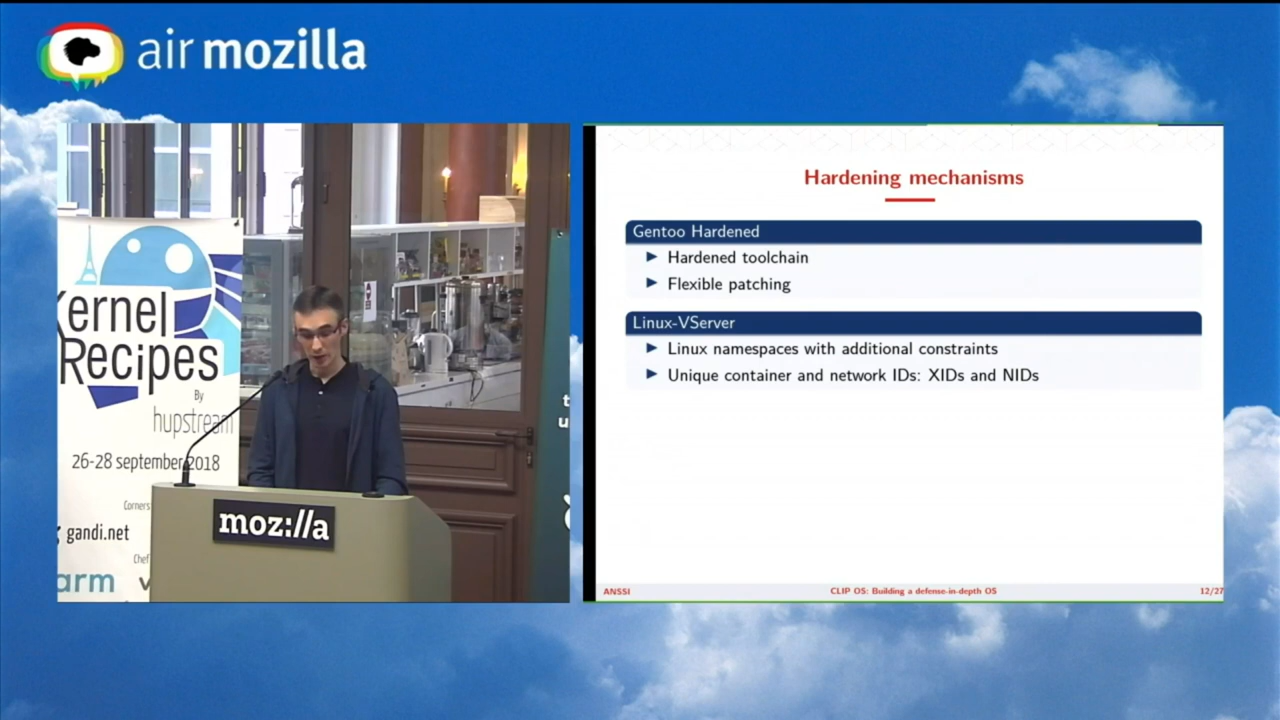 air mozilla
Kernel
Recipes
By
hupstream
26-28 september 2018
Corners
gandi.net
Chef
arm
moz://a
Hardening mechanisms
Gentoo Hardened
Hardened toolchain
Flexible patching
Linux-VServer
Linux namespaces with additional constraints
Unique container and network IDs: XIDs and NIDs
ANSSI
CLIP OS: Building a defense-in-depth OS
12/27